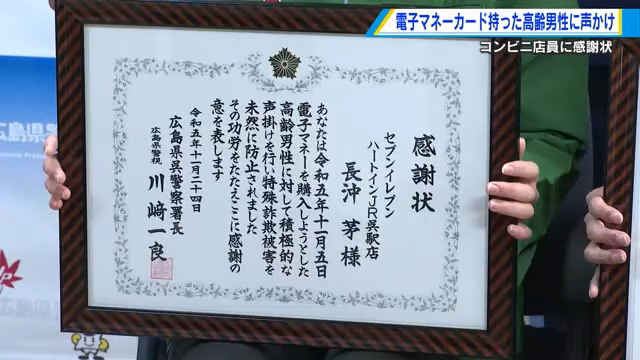 電子マネーカード持った高齢男性に声かけ
コンビニ店員に感謝状
感謝状
セブンイレブン
ハートインJR呉駅店
長沖 茅様
あなたは令和五年十一月五日
電子マネーを購入しようとした
高齢男性に対して積極的な
声掛けを行い特殊詐欺被害を
未然に防止されました
その功労をたたえここに感謝の
意を表します
令和五年十一月二十四日
広島県呉警察署長
広島県警視 川﨑一良
広島県警
広島県